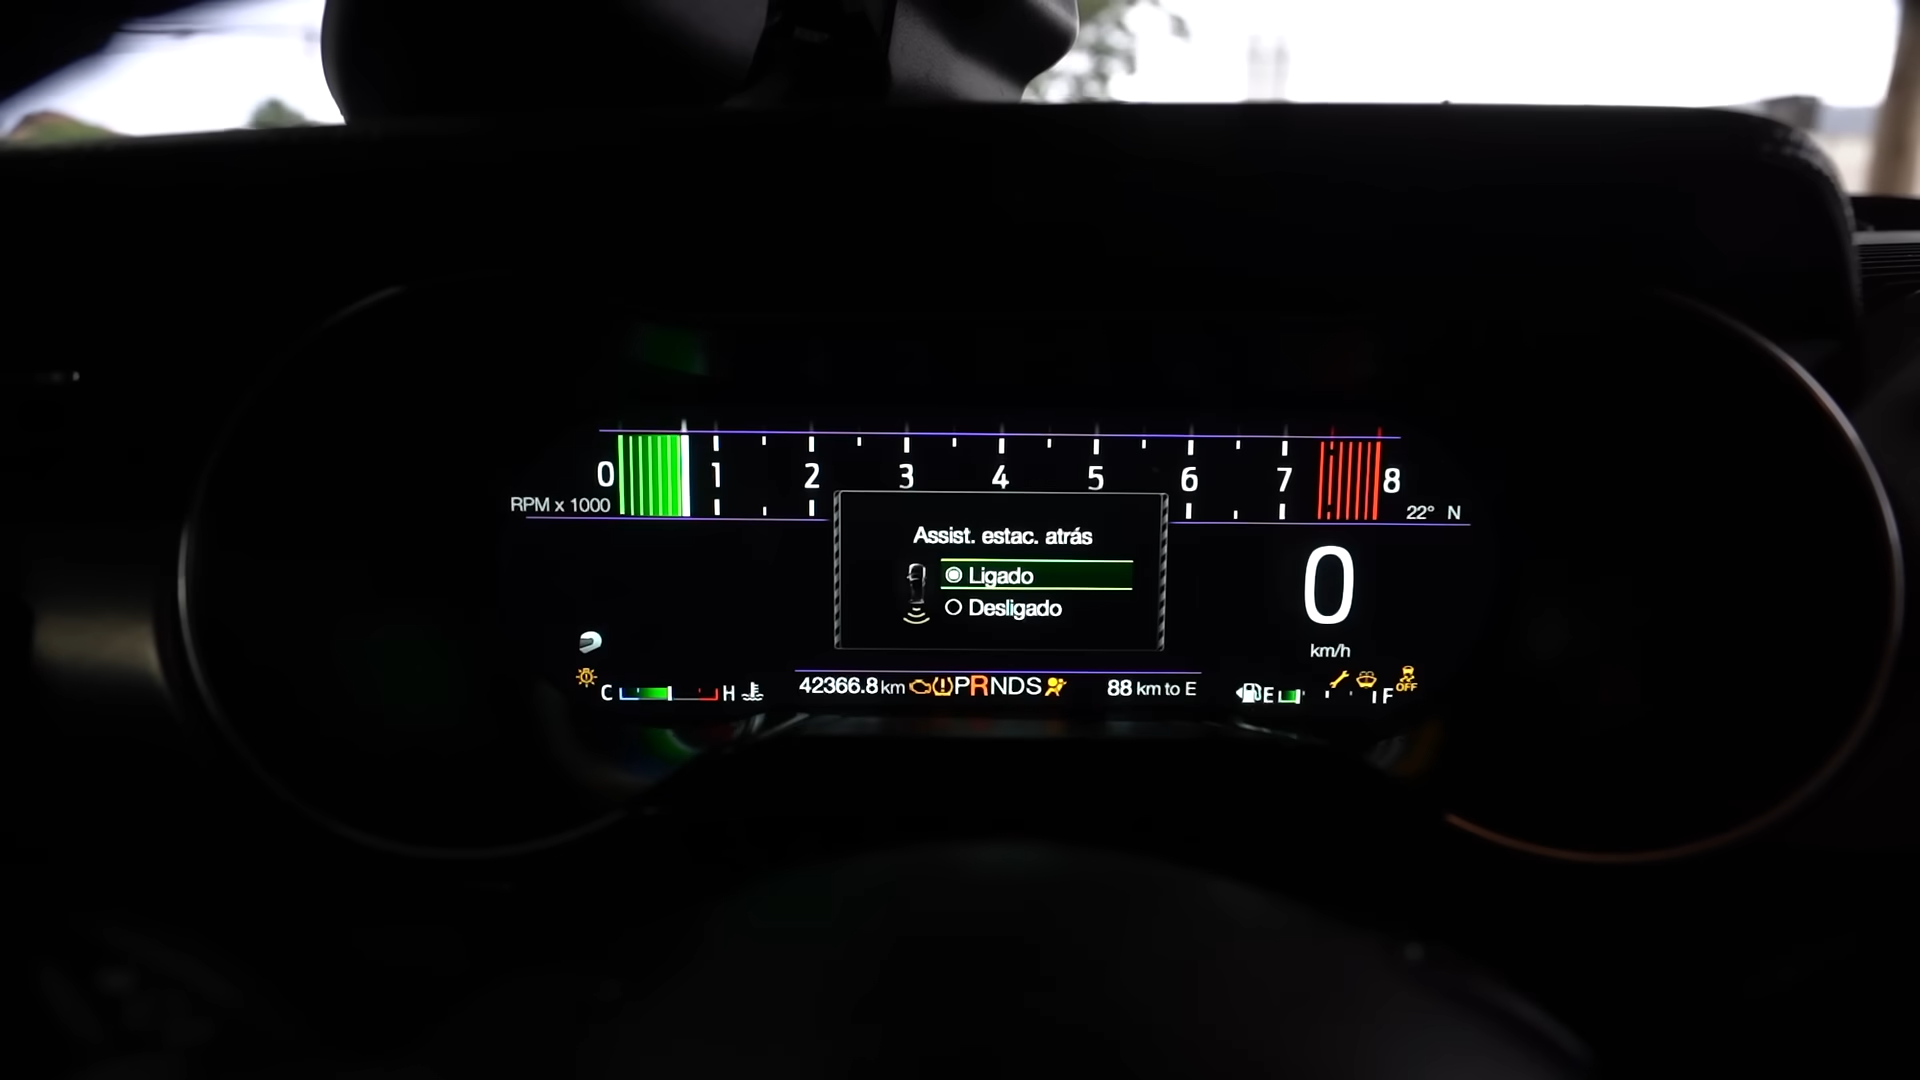 0 1 2 3 4 5 6 7 8
RPM x 1000
22° N
Assist. estac. atrás
Ligado
Desligado
0
km/h
C H
42366.8 km PRNDS
88 km to E
E F
OFF